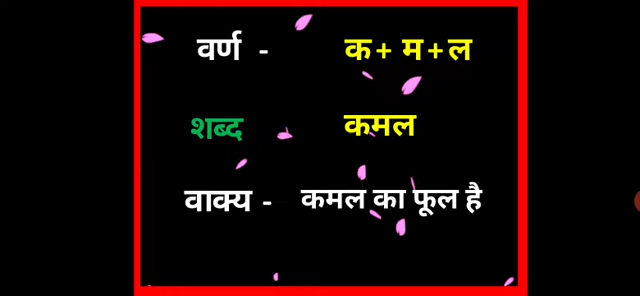 वर्ण - क + म + ल
शब्द कमल
वाक्य - कमल का फूल है